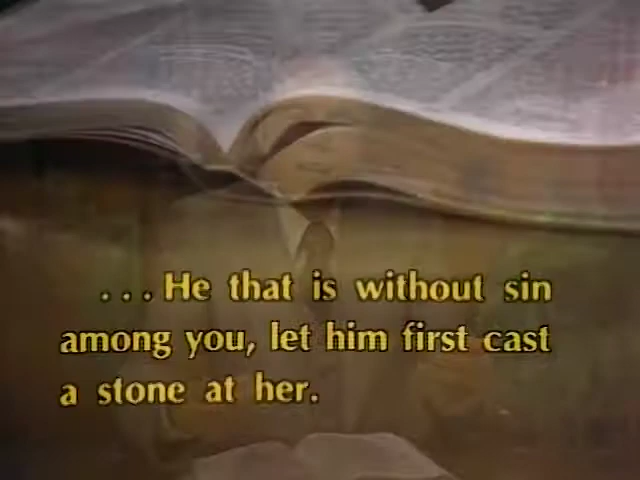 ...He that is without sin
among you, let him first cast
a stone at her.